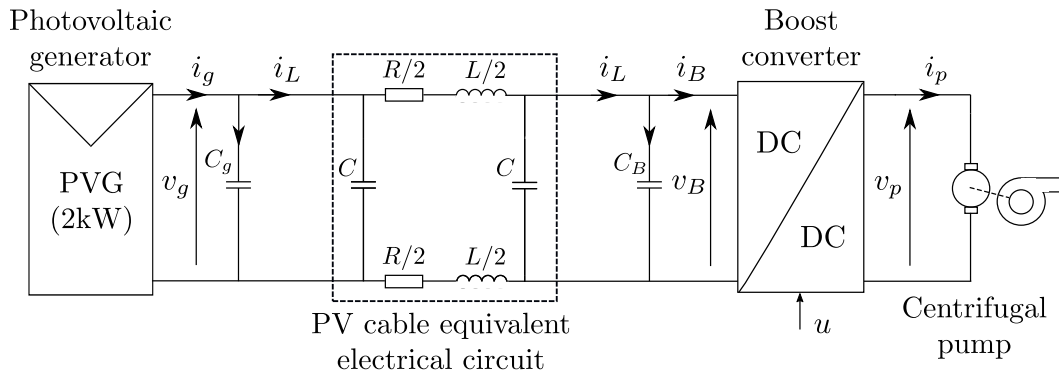 Photovoltaic
generator
Boost
converter
i_g
i_L
R/2
L/2
i_L
i_B
i_p
PVG
(2kW)
v_g
C_g
C
C
C_B
v_B
DC
DC
v_p
R/2
L/2
PV cable equivalent
electrical circuit
u
Centrifugal
pump